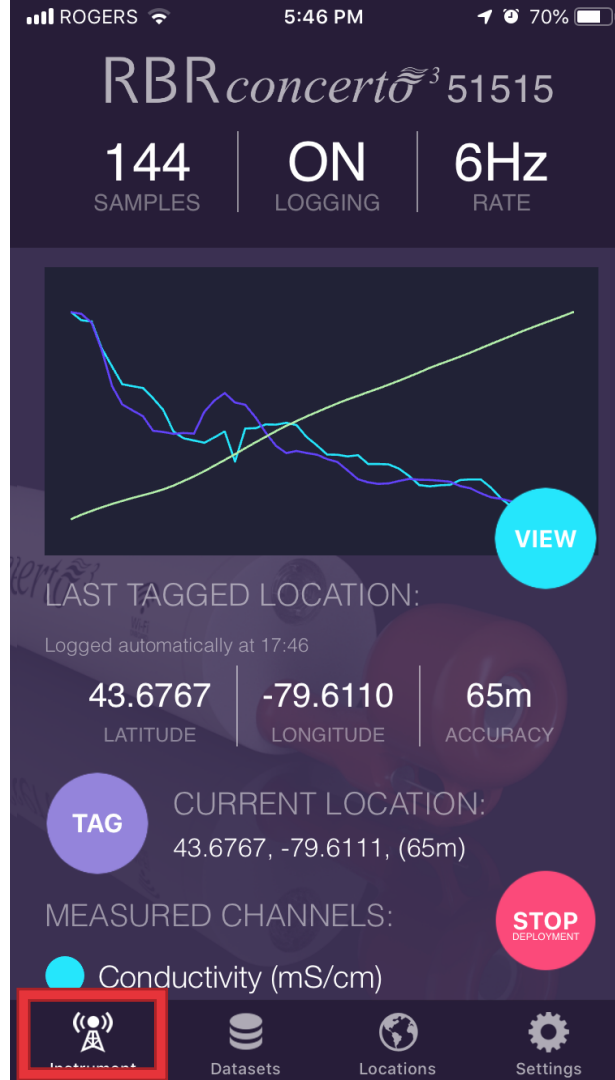 ROGERS 5:46 PM 70%
RBRconcerto³ 51515
144 ON 6Hz
SAMPLES LOGGING RATE
VIEW
LAST TAGGED LOCATION:
Logged automatically at 17:46
43.6767 -79.6110 65m
LATITUDE LONGITUDE ACCURACY
TAG
CURRENT LOCATION:
43.6767, -79.6111, (65m)
MEASURED CHANNELS:
STOP
DEPLOYMENT
Conductivity (mS/cm)
Instrument Datasets Locations Settings